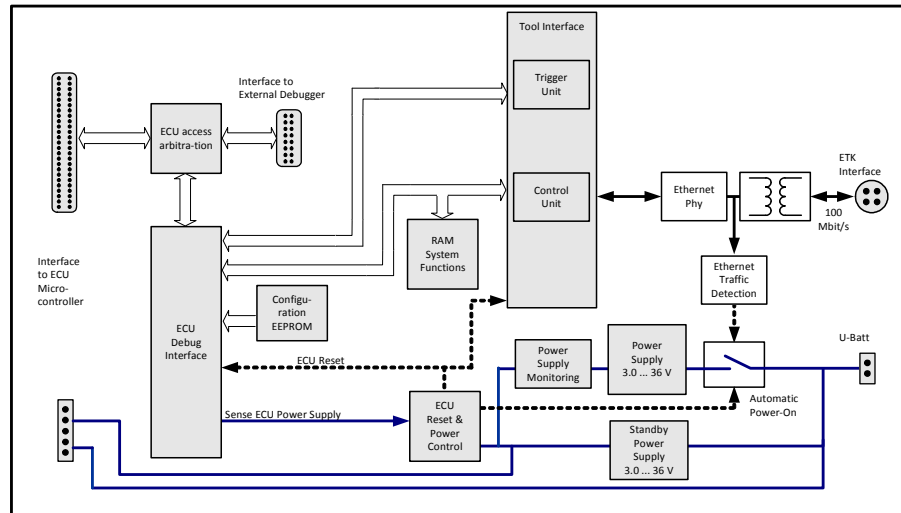 Tool Interface
Trigger
Unit
Interface to
External Debugger
ECU access
arbitra-tion
ETK
Interface
Control
Unit
Ethernet
Phy
100
Mbit/s
RAM
System
Functions
Interface
to ECU
Micro-
controller
Ethernet
Traffic
Detection
Configu-
ration
EEPROM
ECU
Debug
Interface
U-Batt
ECU Reset
Power
Supply
Monitoring
Power
Supply
3.0 ... 36 V
Automatic
Power-On
ECU
Reset &
Power
Control
Sense ECU Power Supply
Standby
Power
Supply
3.0 ... 36 V